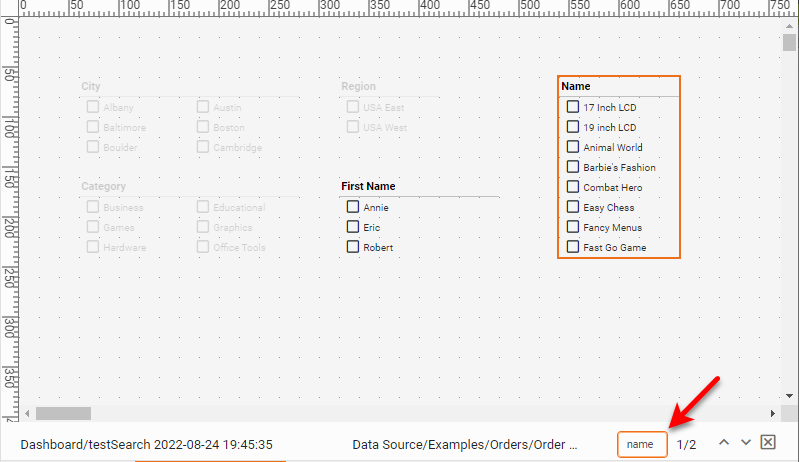 0 50 100 150 200 250 300 350 400 450 500 550 600 650 700 750
0
50
100
150
200
250
300
350
City
Albany Austin
Baltimore Boston
Boulder Cambridge
Region
USA East
USA West
Name
17 Inch LCD
19 inch LCD
Animal World
Barbie's Fashion
Combat Hero
Easy Chess
Fancy Menus
Fast Go Game
Category
Business Educational
Games Graphics
Hardware Office Tools
First Name
Annie
Eric
Robert
Dashboard/testSearch 2022-08-24 19:45:35 Data Source/Examples/Orders/Order ... name 1/2